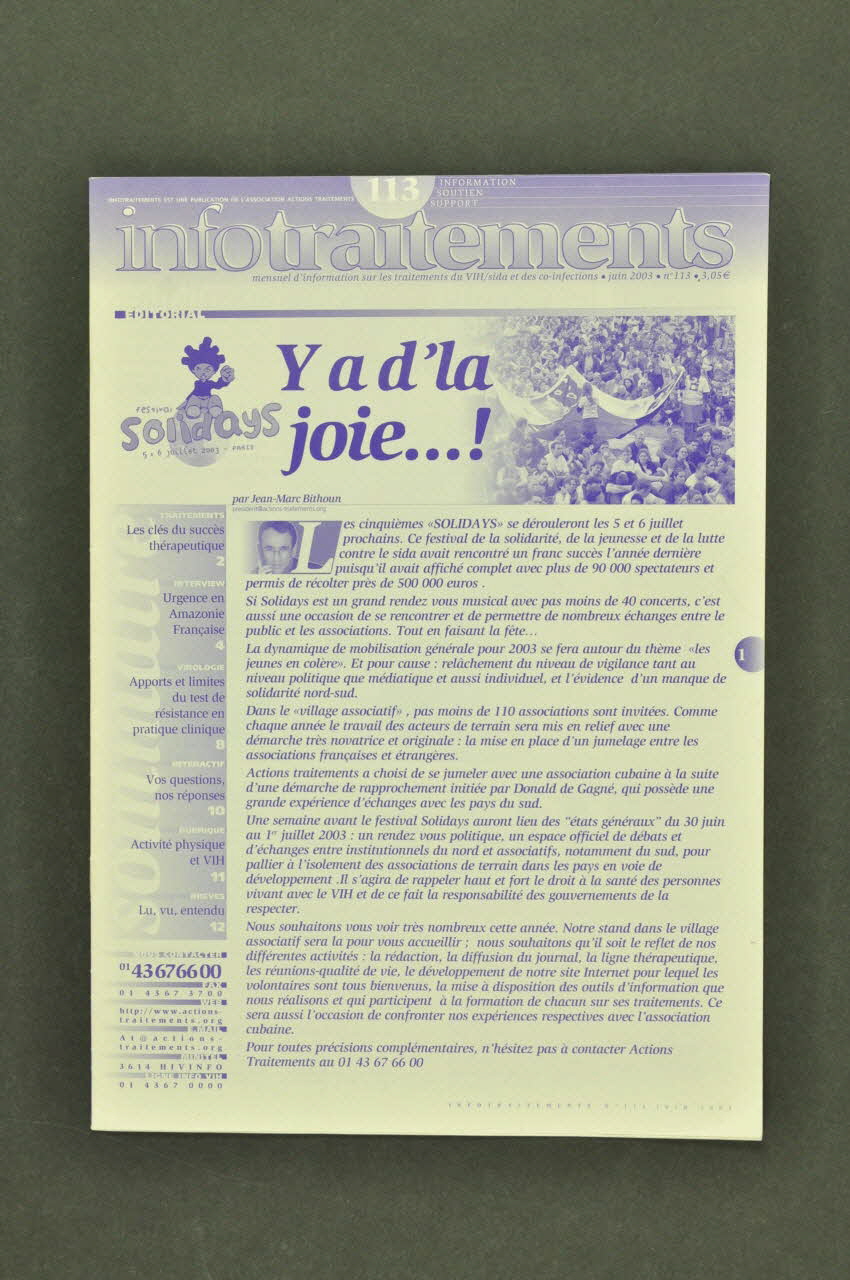 INFOTRAITEMENTS EST UNE PUBLICATION DE L'ASSOCIATION ACTIONS TRAITEMENTS
113
INFORMATION
SOUTIEN
SUPPORT
infotraitements
mensuel d'information sur les traitements du VIH/sida et des co-infections • juin 2003 • n°113 • 3,05€
EDITORIAL
festival
Solidays
5 & 6 juillet 2003 - PARIS
Y a d'la
joie...!
par Jean-Marc Bithoun
president@actions-traitements.org
sommaire
TRAITEMENTS
Les clés du succès
thérapeutique
2
INTERVIEW
Urgence en
Amazonie
Française
4
VIROLOGIE
Apports et limites
du test de
résistance en
pratique clinique
8
INTERACTIF
Vos questions,
nos réponses
10
RUBRIQUE
Activité physique
et VIH
11
BREVES
Lu, vu, entendu
12
NOUS CONTACTER
01 43 67 66 00
FAX
01 4367 3700
WEB
http://www.actions-
traitements.org
E.MAIL
At@actions-
traitements.org
MINITEL
3614 HIVINFO
LIGNE INFO VIH
01 4367 0000
Les cinquièmes «SOLIDAYS» se dérouleront les 5 et 6 juillet
prochains. Ce festival de la solidarité, de la jeunesse et de la lutte
contre le sida avait rencontré un franc succès l'année dernière
puisqu'il avait affiché complet avec plus de 90 000 spectateurs et
permis de récolter près de 500 000 euros .
Si Solidays est un grand rendez vous musical avec pas moins de 40 concerts, c'est
aussi une occasion de se rencontrer et de permettre de nombreux échanges entre le
public et les associations. Tout en faisant la fête...
La dynamique de mobilisation générale pour 2003 se fera autour du thème «les
jeunes en colère». Et pour cause : relâchement du niveau de vigilance tant au
niveau politique que médiatique et aussi individuel, et l'évidence d'un manque de
solidarité nord-sud.
Dans le «village associatif» , pas moins de 110 associations sont invitées. Comme
chaque année le travail des acteurs de terrain sera mis en relief avec une
démarche très novatrice et originale : la mise en place d'un jumelage entre les
associations françaises et étrangères.
Actions traitements a choisi de se jumeler avec une association cubaine à la suite
d'une démarche de rapprochement initiée par Donald de Gagné, qui possède une
grande expérience d'échanges avec les pays du sud.
Une semaine avant le festival Solidays auront lieu des "états généraux" du 30 juin
au 1er juillet 2003 : un rendez vous politique, un espace officiel de débats et
d'échanges entre institutionnels du nord et associatifs, notamment du sud, pour
pallier à l'isolement des associations de terrain dans les pays en voie de
développement .Il s'agira de rappeler haut et fort le droit à la santé des personnes
vivant avec le VIH et de ce fait la responsabilité des gouvernements de la
respecter.
Nous souhaitons vous voir très nombreux cette année. Notre stand dans le village
associatif sera la pour vous accueillir ; nous souhaitons qu'il soit le reflet de nos
différentes activités : la rédaction, la diffusion du journal, la ligne thérapeutique,
les réunions-qualité de vie, le développement de notre site Internet pour lequel les
volontaires sont tous bienvenus, la mise à disposition des outils d'information que
nous réalisons et qui participent à la formation de chacun sur ses traitements. Ce
sera aussi l'occasion de confronter nos expériences respectives avec l'association
cubaine.
Pour toutes précisions complémentaires, n'hésitez pas à contacter Actions
Traitements au 01 43 67 66 00
1
INFOTRAITEMENTS N°113 JUIN 2003